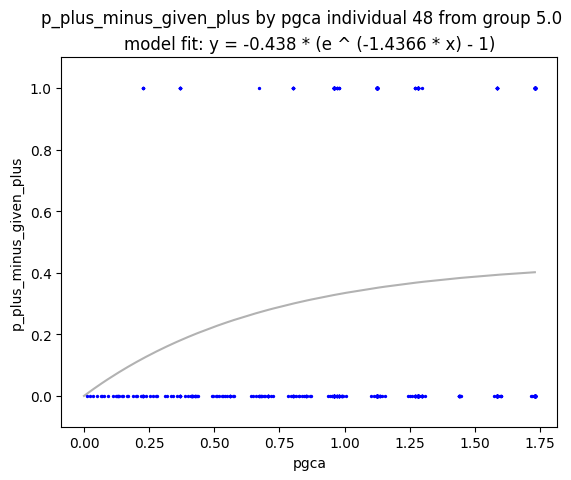 p_plus_minus_given_plus by pgca individual 48 from group 5.0
model fit: y = -0.438 * (e ^ (-1.4366 * x) - 1)
1.0
0.8
0.6
0.4
0.2
0.0
p_plus_minus_given_plus
0.00 0.25 0.50 0.75 1.00 1.25 1.50 1.75
pgca